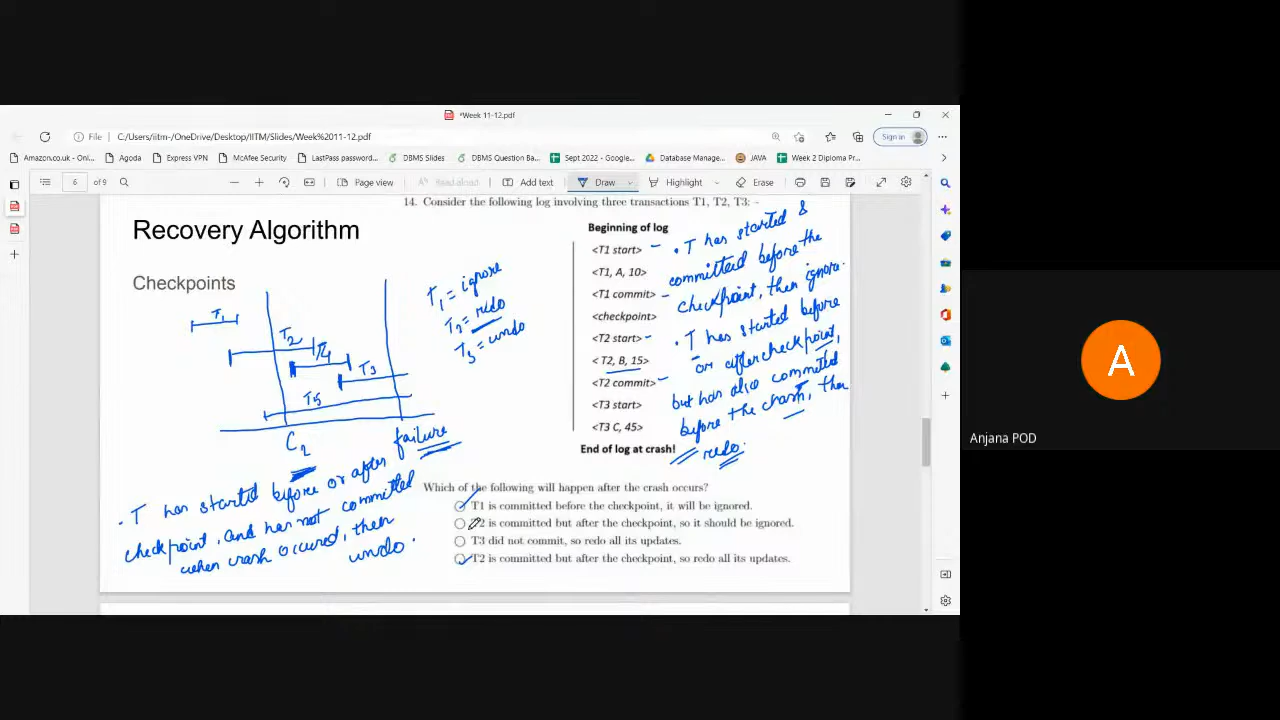 *Week 11-12.pdf
File
C:/Users/iitm-/OneDrive/Desktop/IITM/Slides/Week%2011-12.pdf
Sign in
Amazon.co.uk - Onl...
Agoda
Express VPN
McAfee Security
LastPass password...
DBMS Slides
DBMS Question Ba...
Sept 2022 - Google...
Database Manage...
JAVA
Week 2 Diploma Pr...
6 of 9
Page view
Read aloud
Add text
Draw
Highlight
Erase
Recovery Algorithm
Checkpoints
T1
T2
T4
T3
T5
C2
failure
T1 = ignore
T2 = redo
T3 = undo
. T has started before or after
checkpoint, and has not committed
when crash occured, then
undo.
14. Consider the following log involving three transactions T1, T2, T3: -
Beginning of log
<T1 start>
<T1, A, 10>
<T1 commit>
<checkpoint>
<T2 start>
< T2, B, 15>
<T2 commit>
<T3 start>
<T3 C, 45>
End of log at crash!
. T has started &
committed before the
checkpoint, then ignore.
. T has started before
or after checkpoint,
but has also committed
before the crash, then
redo.
Which of the following will happen after the crash occurs?
T1 is committed before the checkpoint, it will be ignored.
2 is committed but after the checkpoint, so it should be ignored.
T3 did not commit, so redo all its updates.
T2 is committed but after the checkpoint, so redo all its updates.
A
Anjana POD